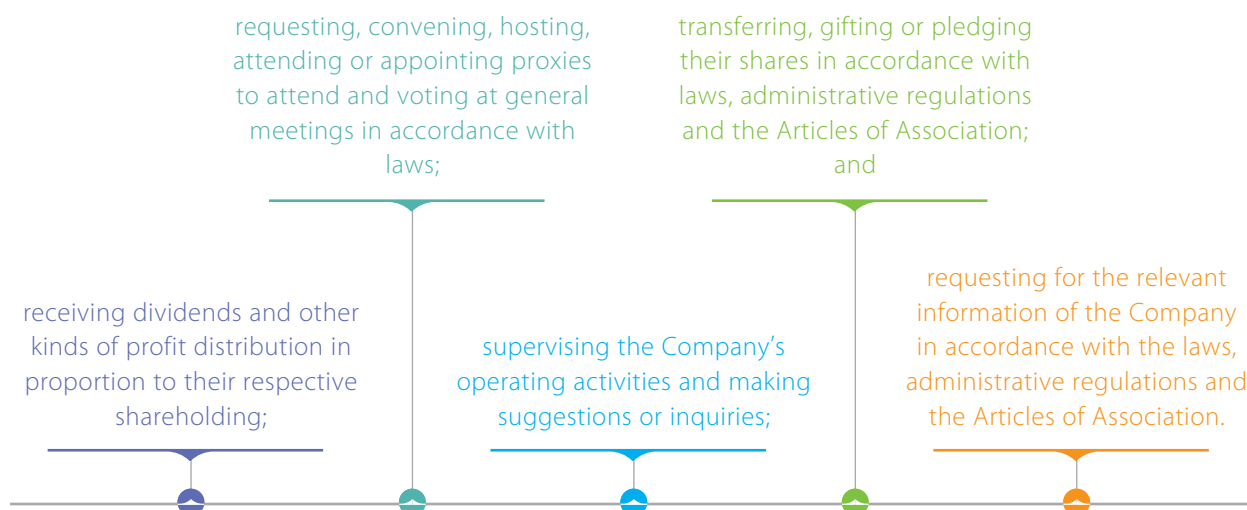 receiving dividends and other
kinds of profit distribution in
proportion to their respective
shareholding;
requesting, convening, hosting,
attending or appointing proxies
to attend and voting at general
meetings in accordance with
laws;
supervising the Company's
operating activities and making
suggestions or inquiries;
transferring, gifting or pledging
their shares in accordance with
laws, administrative regulations
and the Articles of Association;
and
requesting for the relevant
information of the Company
in accordance with the laws,
administrative regulations and
the Articles of Association.